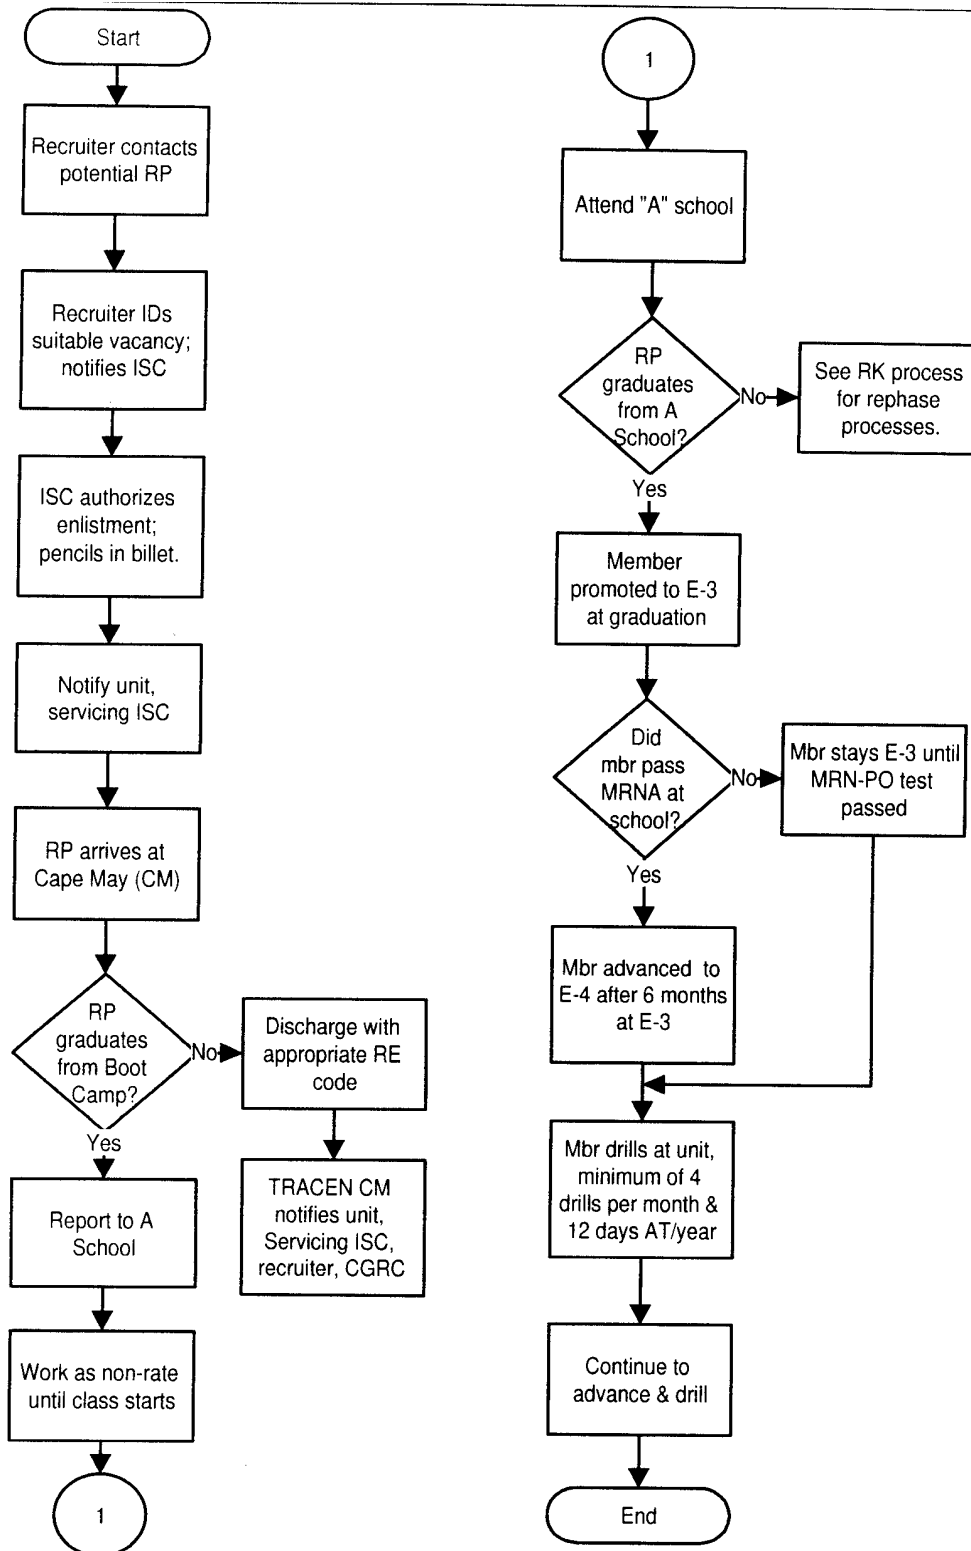 Start
Recruiter contacts
potential RP
Recruiter IDs
suitable vacancy;
notifies ISC
ISC authorizes
enlistment;
pencils in billet.
Notify unit,
servicing ISC
RP arrives at
Cape May (CM)
RP
graduates
from Boot
Camp?
No
Discharge with
appropriate RE
code
TRACEN CM
notifies unit,
Servicing ISC,
recruiter, CGRC
Yes
Report to A
School
Work as non-rate
until class starts
1
1
Attend "A" school
RP
graduates
from A
School?
No
See RK process
for rephase
processes.
Yes
Member
promoted to E-3
at graduation
Did
mbr pass
MRNA at
school?
No
Mbr stays E-3 until
MRN-PO test
passed
Yes
Mbr advanced to
E-4 after 6 months
at E-3
Mbr drills at unit,
minimum of 4
drills per month &
12 days AT/year
Continue to
advance & drill
End